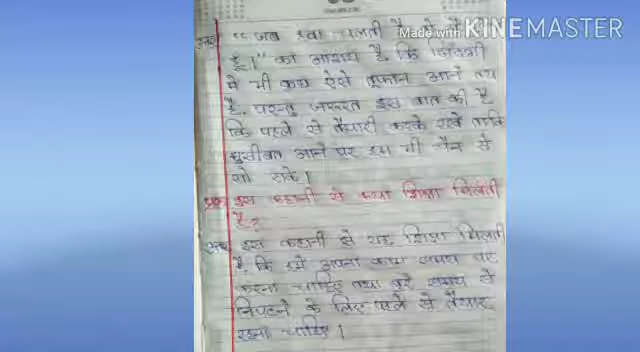 उत्तर "जब हवा चलती है
हूँ।" का आशय है कि जिंदगी
में भी कुछ ऐसे तूफान आते
है, परन्तु जरूरत इस बात की है
कि पहले से तैयारी करके रखें ताकि
मुसीबत आने पर हम भी चैन से
सो सके।
प्रश्न इस कहानी से क्या शिक्षा मिलती
है?
उत्तर इस कहानी से यह शिक्षा मिलती
है कि हमें अपना काम समय पर
करना चाहिए तथा बुरे समय से
निपटने के लिए पहले से तैयार
रहना चाहिए।
Made with KINEMASTER